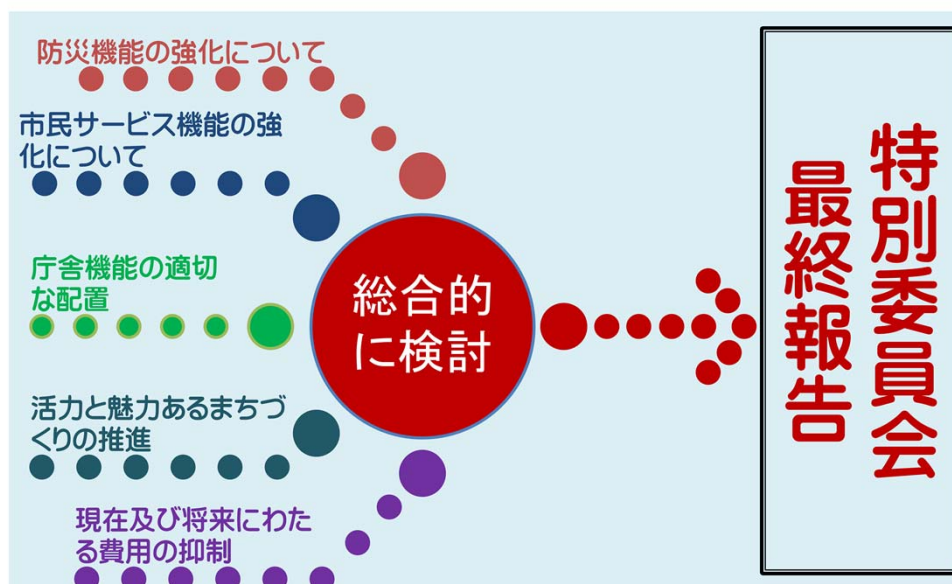 防災機能の強化について
市民サービス機能の強
化について
庁舎機能の適切
な配置
活力と魅力あるまちづ
くりの推進
現在及び将来にわた
る費用の抑制
総合的
に検討
特別委員会
最終報告